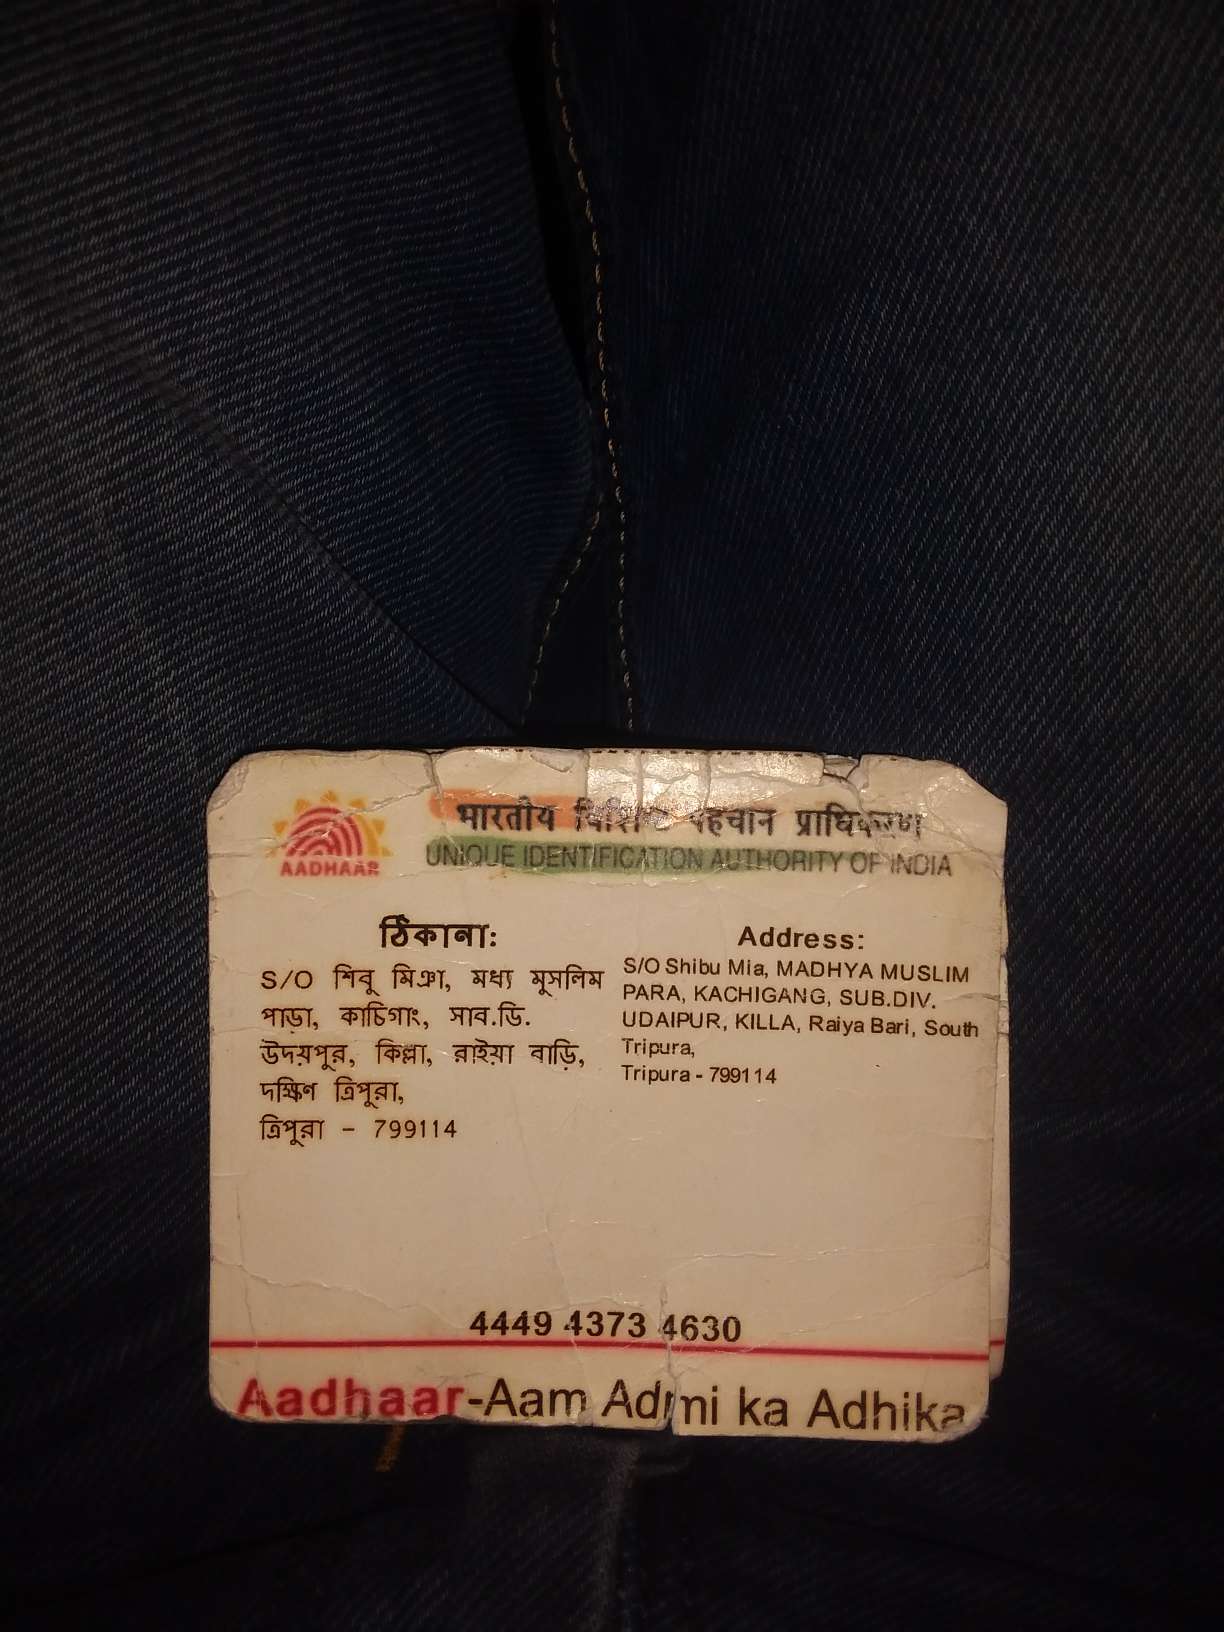 AADHAAR
भारतीय विशिष्ट पहचान प्राधिकरण
UNIQUE IDENTIFICATION AUTHORITY OF INDIA
ঠিকানা:
S/O শিবু মিঞা, মধ্য মুসলিম
পাড়া, কাচিগাং, সাব.ডি.
উদয়পুর, কিল্লা, রাইয়া বাড়ি,
দক্ষিণ ত্রিপুরা,
ত্রিপুরা - 799114
Address:
S/O Shibu Mia, MADHYA MUSLIM
PARA, KACHIGANG, SUB.DIV.
UDAIPUR, KILLA, Raiya Bari, South
Tripura,
Tripura - 799114
4449 4373 4630
Aadhaar-Aam Admi ka Adhika